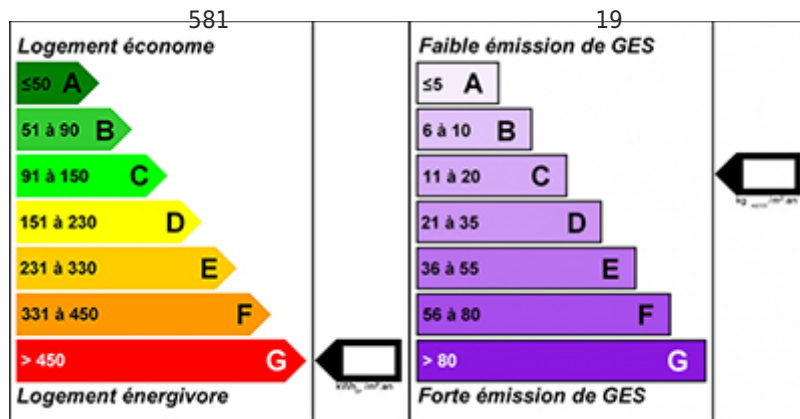 581
Logement économe
≤50 A
51 à 90 B
91 à 150 C
151 à 230 D
231 à 330 E
331 à 450 F
> 450 G
Logement énergivore
19
Faible émission de GES
≤5 A
6 à 10 B
11 à 20 C
21 à 35 D
36 à 55 E
56 à 80 F
> 80 G
Forte émission de GES